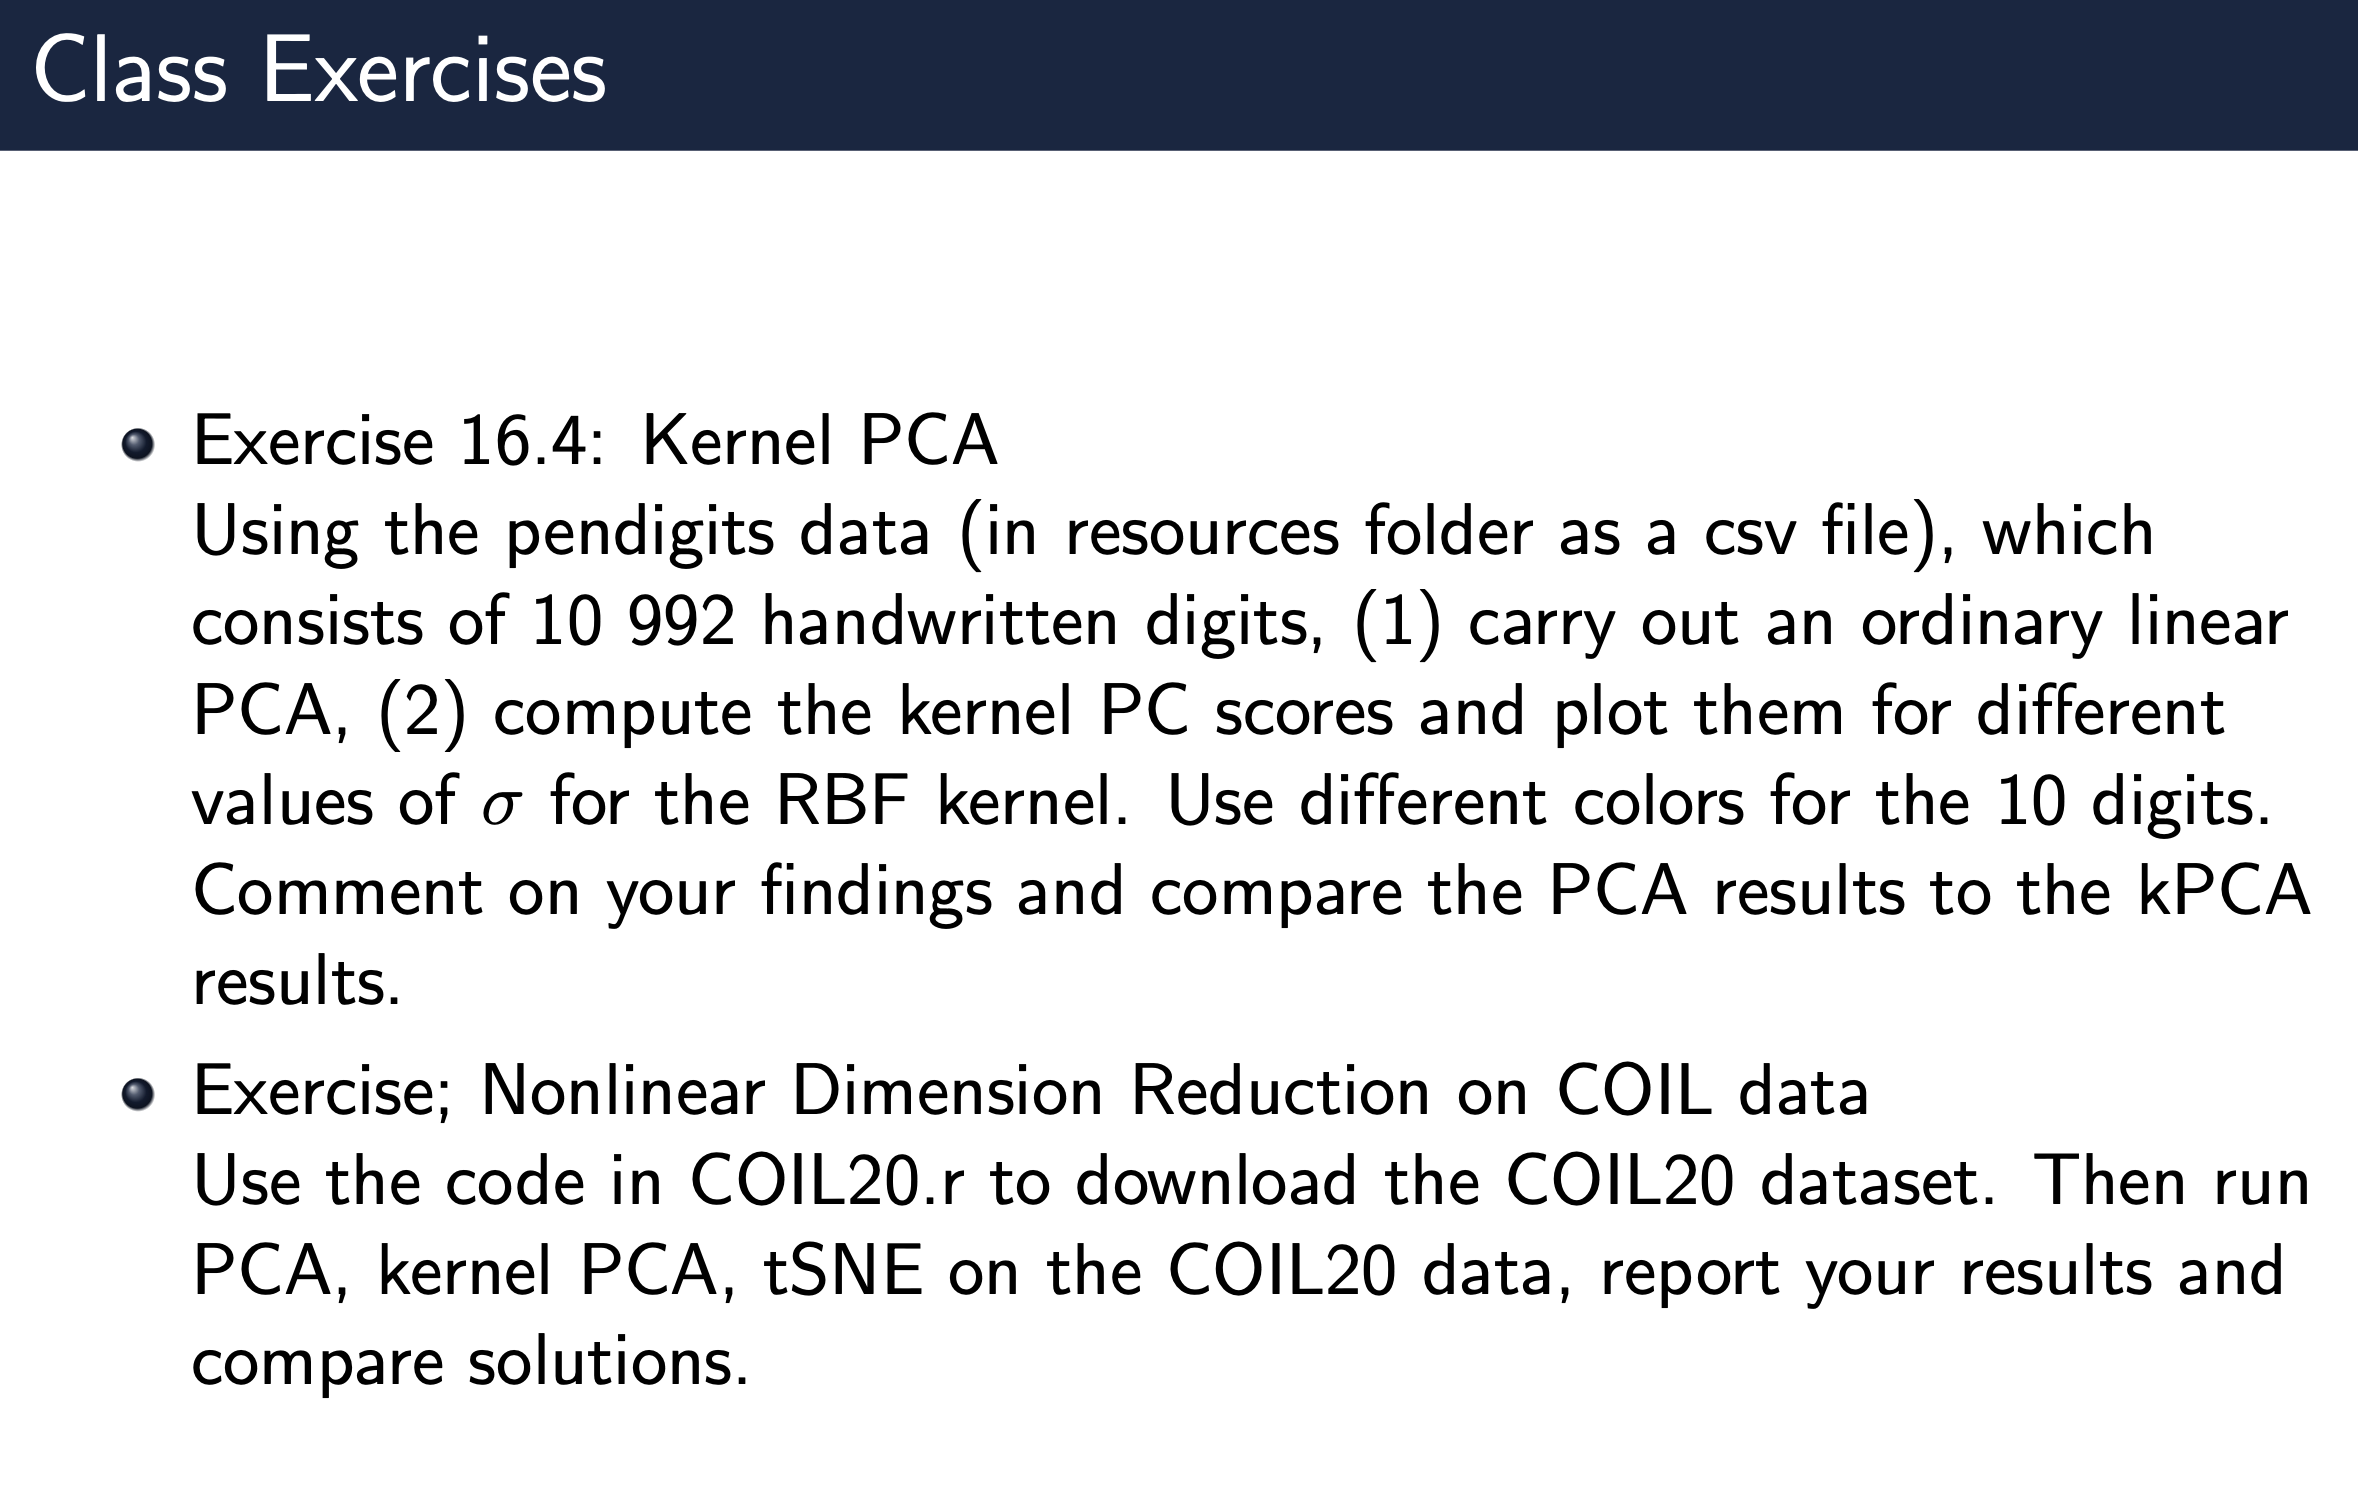 Class Exercises
Exercise 16.4: Kernel PCA
Using the pendigits data (in resources folder as a csv file), which
consists of 10 992 handwritten digits, (1) carry out an ordinary linear
PCA, (2) compute the kernel PC scores and plot them for different
values of σ for the RBF kernel. Use different colors for the 10 digits.
Comment on your findings and compare the PCA results to the kPCA
results.
Exercise; Nonlinear Dimension Reduction on COIL data
Use the code in COIL20.r to download the COIL20 dataset. Then run
PCA, kernel PCA, tSNE on the COIL20 data, report your results and
compare solutions.